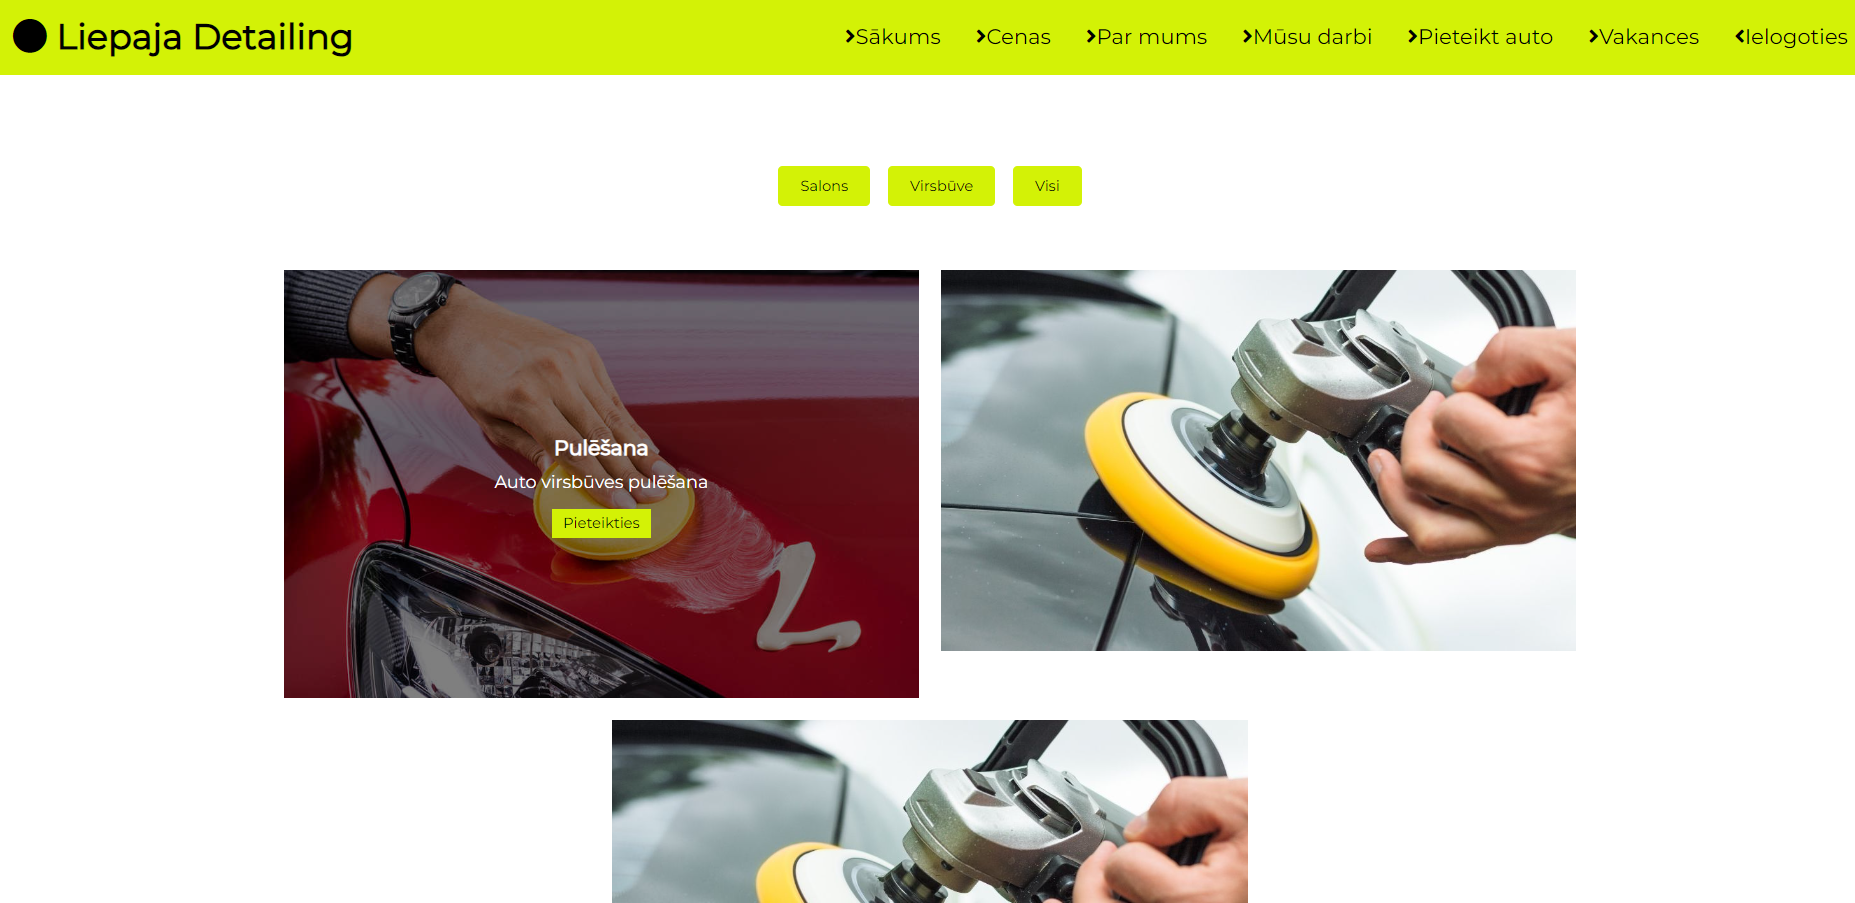 Liepaja Detailing
Sākums Cenas Par mums Mūsu darbi Pieteikt auto Vakances Ielogoties
Salons Virsbūve Visi
Pulēšana
Auto virsbūves pulēšana
Pieteikties